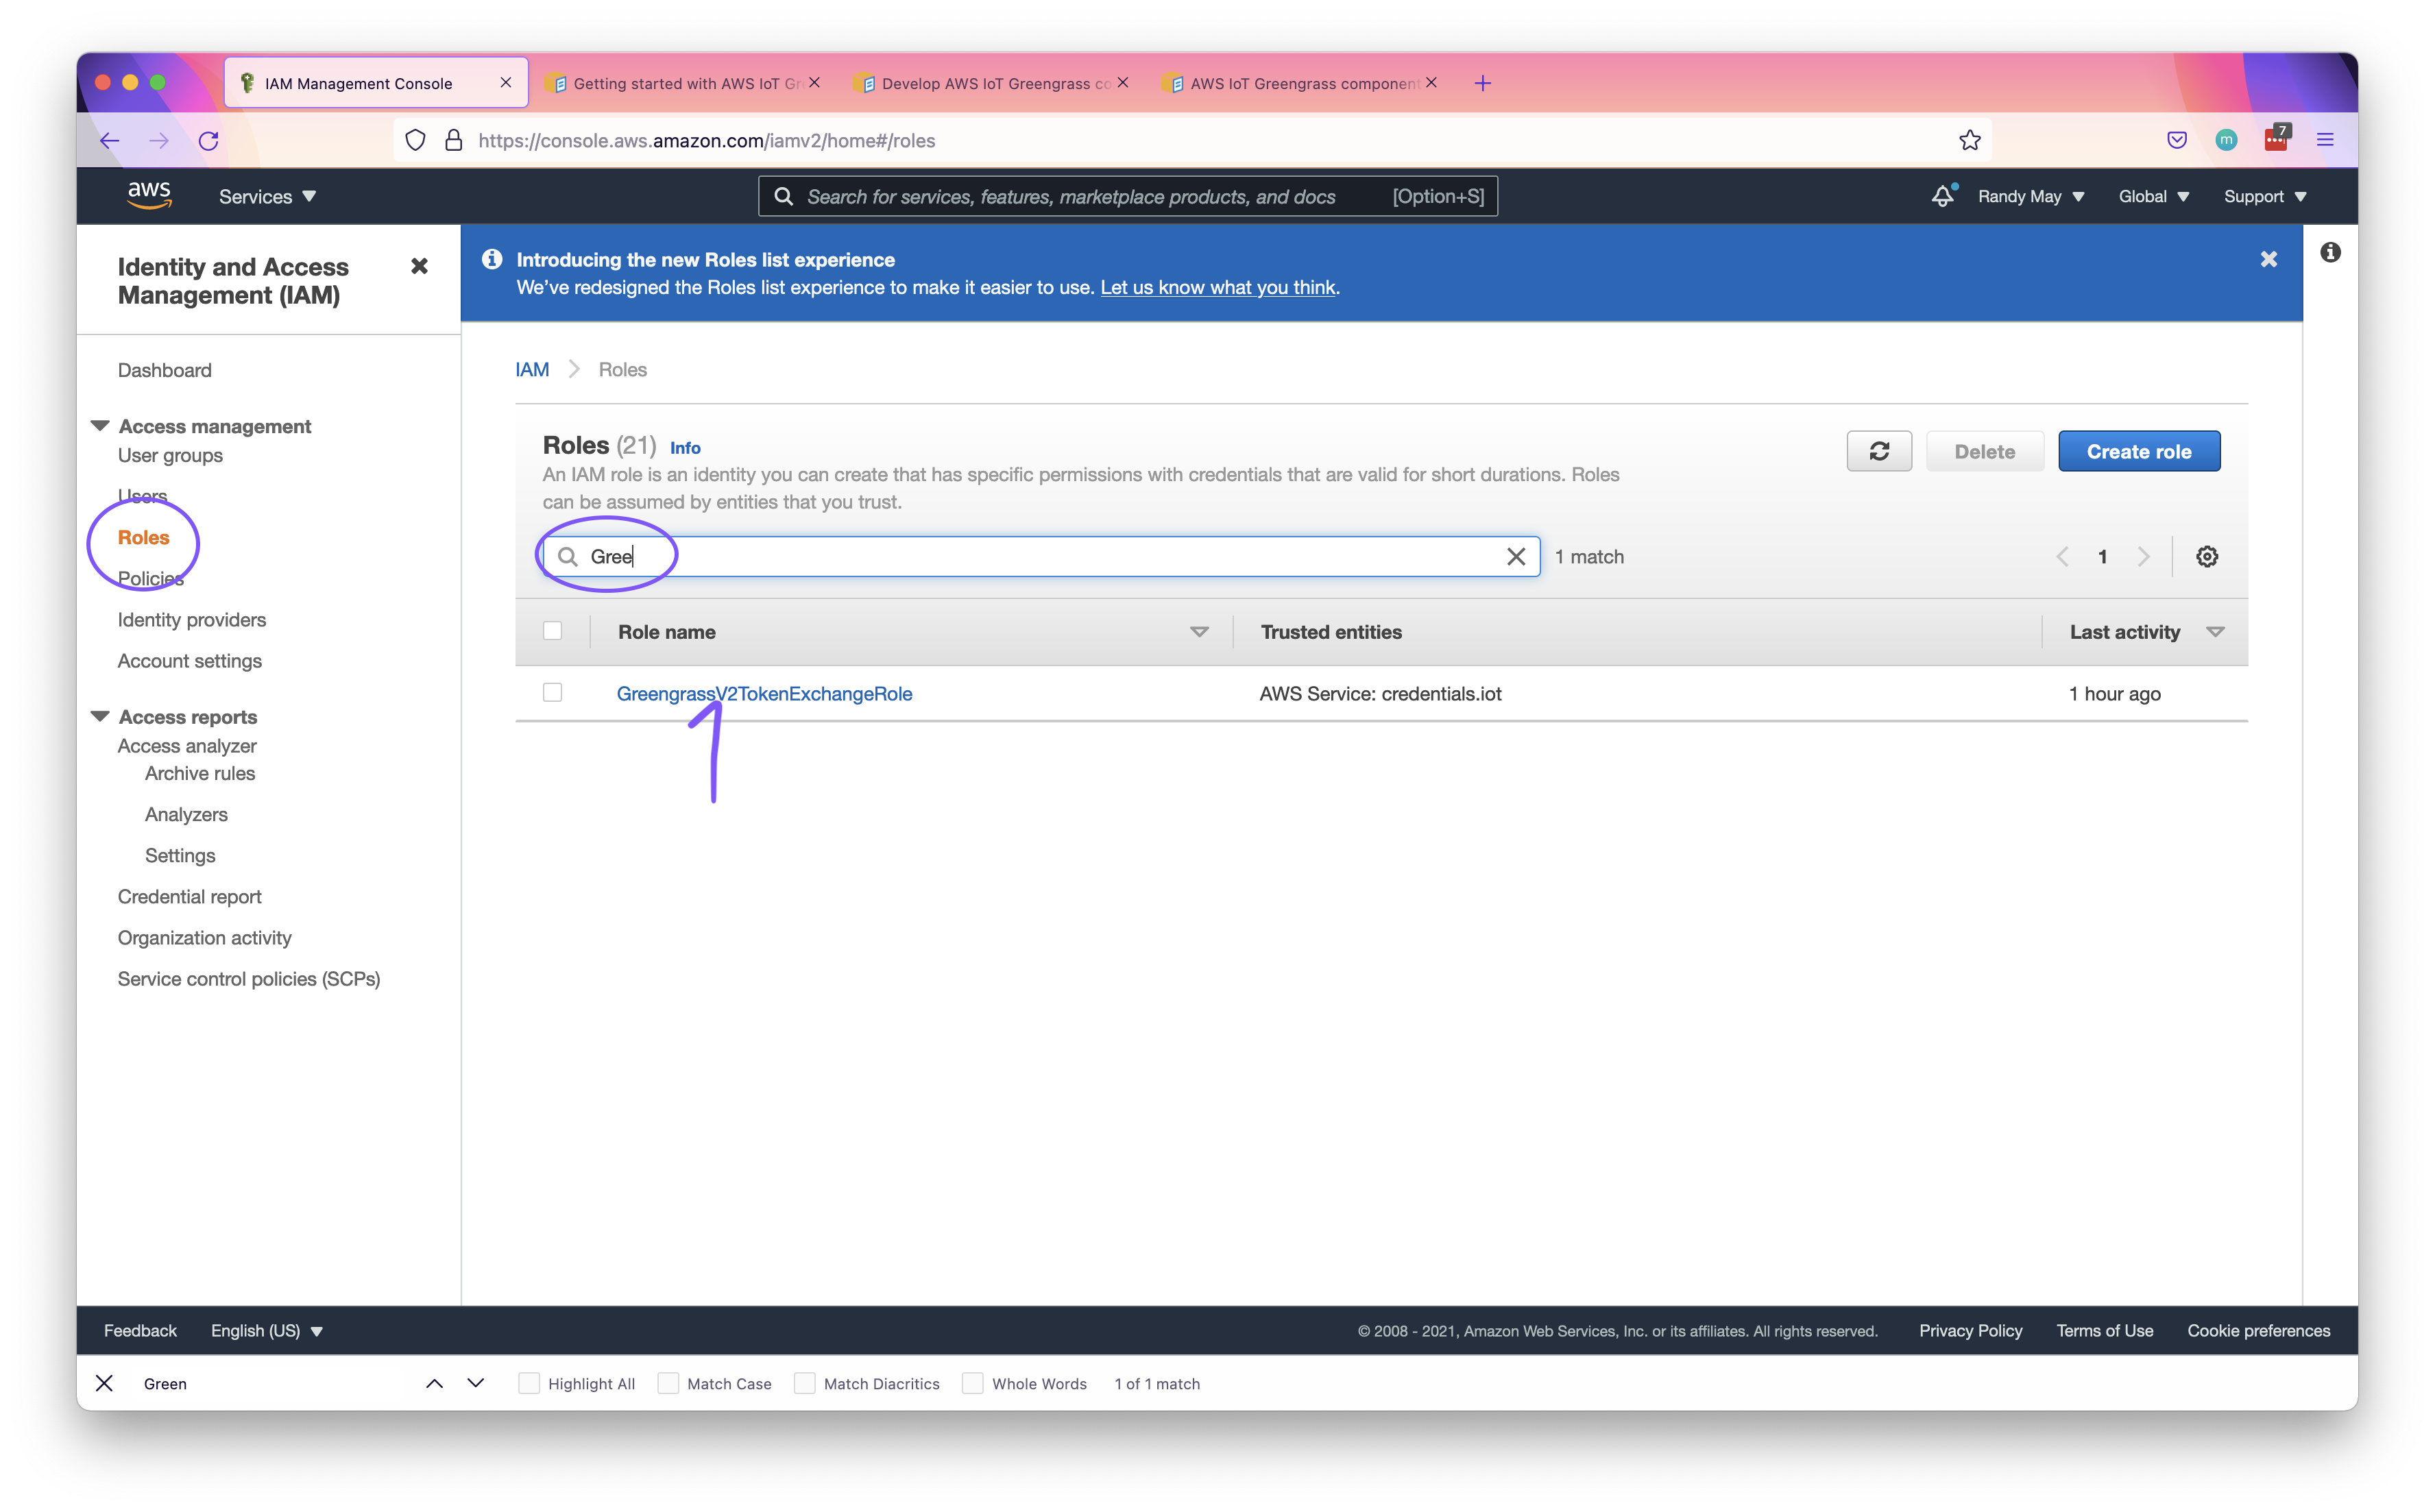 IAM Management Console
Getting started with AWS IoT Gr
Develop AWS IoT Greengrass co
AWS IoT Greengrass component
https://console.aws.amazon.com/iamv2/home#/roles
m
7
aws
Services
Search for services, features, marketplace products, and docs
[Option+S]
Randy May
Global
Support
Identity and Access
Management (IAM)
Introducing the new Roles list experience
We've redesigned the Roles list experience to make it easier to use. Let us know what you think.
Dashboard
Access management
User groups
Users
Roles
Policies
Identity providers
Account settings
Access reports
Access analyzer
Archive rules
Analyzers
Settings
Credential report
Organization activity
Service control policies (SCPs)
IAM
Roles
Roles (21) Info
An IAM role is an identity you can create that has specific permissions with credentials that are valid for short durations. Roles
can be assumed by entities that you trust.
Delete
Create role
Gree
1 match
1
Role name
Trusted entities
Last activity
GreengrassV2TokenExchangeRole
AWS Service: credentials.iot
1 hour ago
Feedback
English (US)
© 2008 - 2021, Amazon Web Services, Inc. or its affiliates. All rights reserved.
Privacy Policy
Terms of Use
Cookie preferences
Green
Highlight All
Match Case
Match Diacritics
Whole Words
1 of 1 match